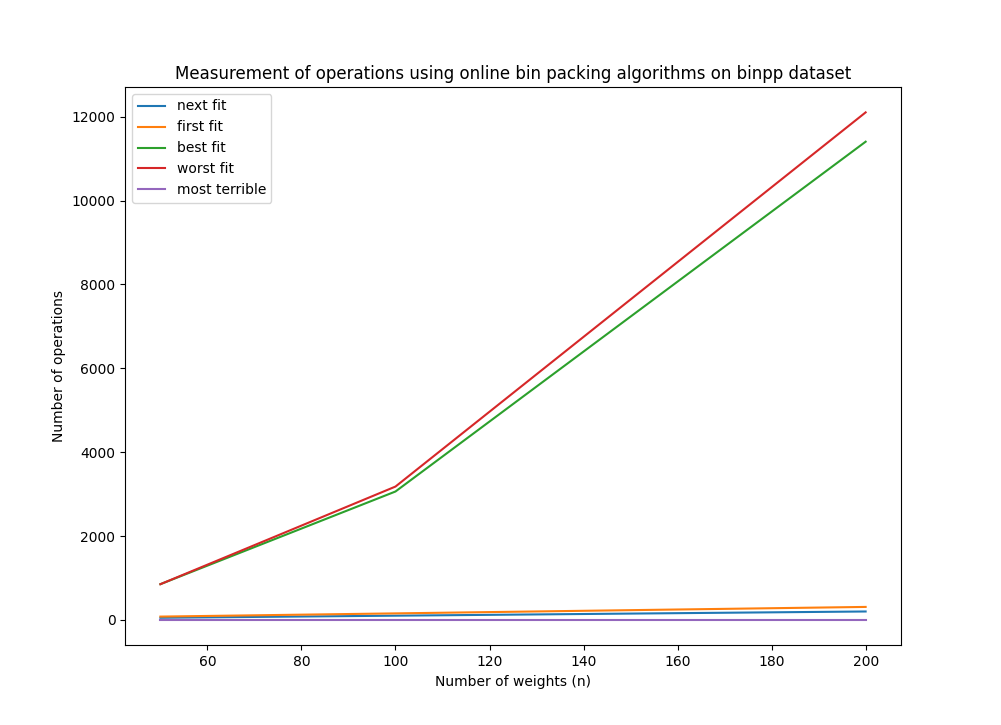 Measurement of operations using online bin packing algorithms on binpp dataset
next fit
first fit
best fit
worst fit
most terrible
Number of operations
12000
10000
8000
6000
4000
2000
0
60 80 100 120 140 160 180 200
Number of weights (n)